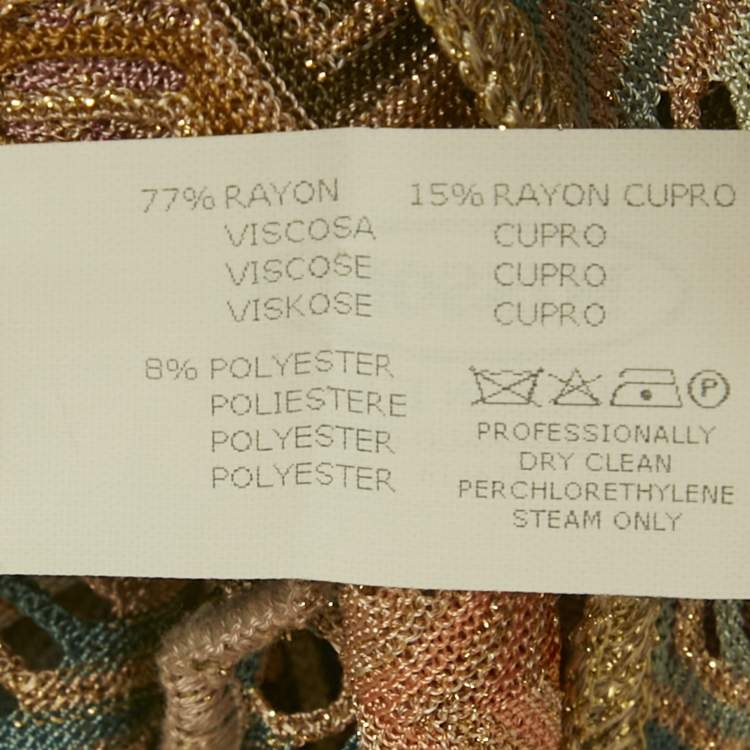 77% RAYON
VISCOSA
VISCOSE
VISKOSE
8% POLYESTER
POLIESTERE
POLYESTER
POLYESTER
15% RAYON CUPRO
CUPRO
CUPRO
CUPRO
P
PROFESSIONALLY
DRY CLEAN
PERCHLORETHYLENE
STEAM ONLY